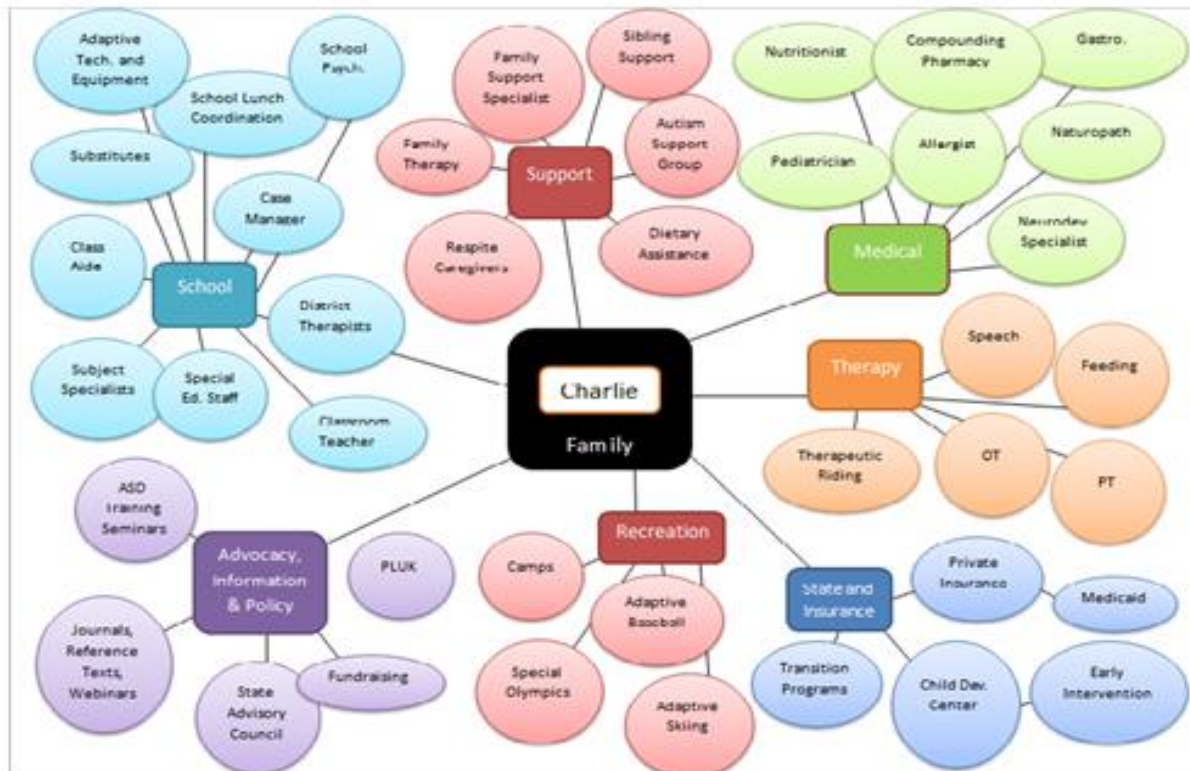 Adaptive
Tech. and
Equipment
School
Psych.
School Lunch
Coordination
Substitutes
Case
Manager
Class
Aide
School
District
Therapists
Subject
Specialists
Special
Ed. Staff
Classroom
Teacher
Family
Support
Specialist
Sibling
Support
Family
Therapy
Autism
Support
Group
Support
Respite
Caregivers
Dietary
Assistance
Nutritionist
Compounding
Pharmacy
Gastro.
Pediatrician
Allergist
Naturopath
Neurodev.
Specialist
Medical
Charlie
Family
Therapy
Speech
Feeding
Therapeutic
Riding
OT
PT
ASD
Training
Seminars
Advocacy,
Information
& Policy
PLUK
Journals,
Reference
Texts,
Webinars
State
Advisory
Council
Fundraising
Recreation
Camps
Adaptive
Baseball
Special
Olympics
Adaptive
Skiing
State and
Insurance
Private
Insurance
Medicaid
Transition
Programs
Child Dev.
Center
Early
Intervention